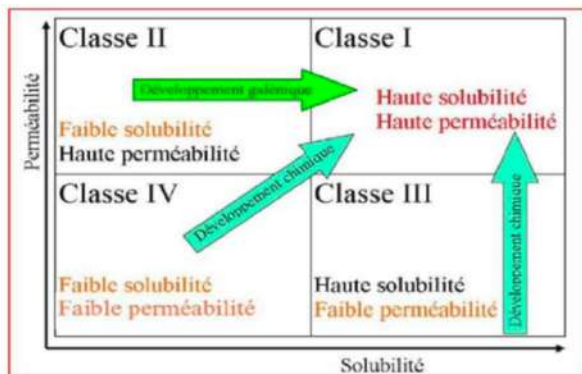 Classe II
Classe I
Développement galénique
Haute solubilité
Haute perméabilité
Faible solubilité
Haute perméabilité
Perméabilité
Classe IV
Classe III
Développement chimique
Développement chimique
Faible solubilité
Faible perméabilité
Haute solubilité
Faible perméabilité
Solubilité